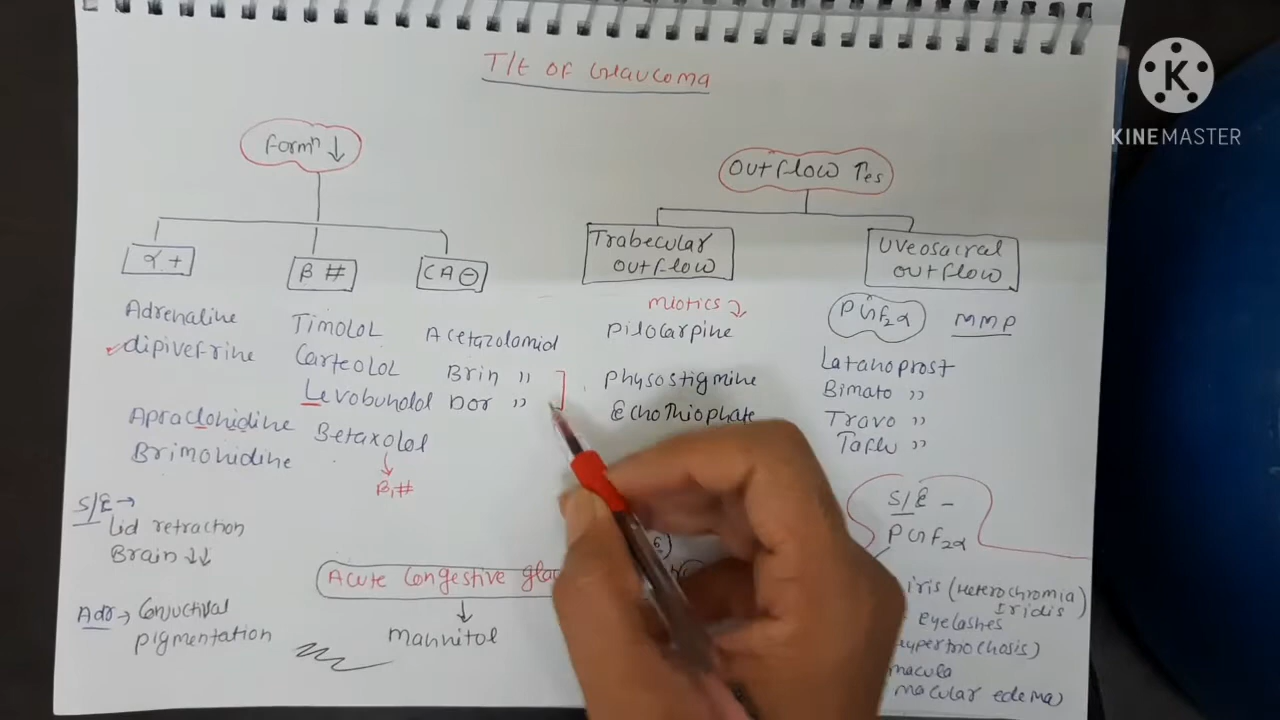 T/t OF GLAUCOMA
K
KINEMASTER
Formⁿ ↓
α +
β #
CA ⊖
Adrenaline
dipivefrine
Apraclonidine
Brimonidine
S/E →
Lid retraction
Brain ↓↓
Adr → Conjuctival
pigmentation
Timolol
Carteolol
Levobunolol
Betaxolol
β₁#
Acetazolamid
Brin "
Dor "
Acute Congestive
Mannitol
Outflow ↑es
Trabecular
outflow
Miotics
Pilocarpine
Physostigmine
Echothiophate
Uveosacral
outflow
PGF2α MMP
Latanoprost
Bimato "
Travo "
Taflu "
S/E –
PGF2α
iris (Heterochromia)
Iridis
Eyelashes
macula
macular edema)